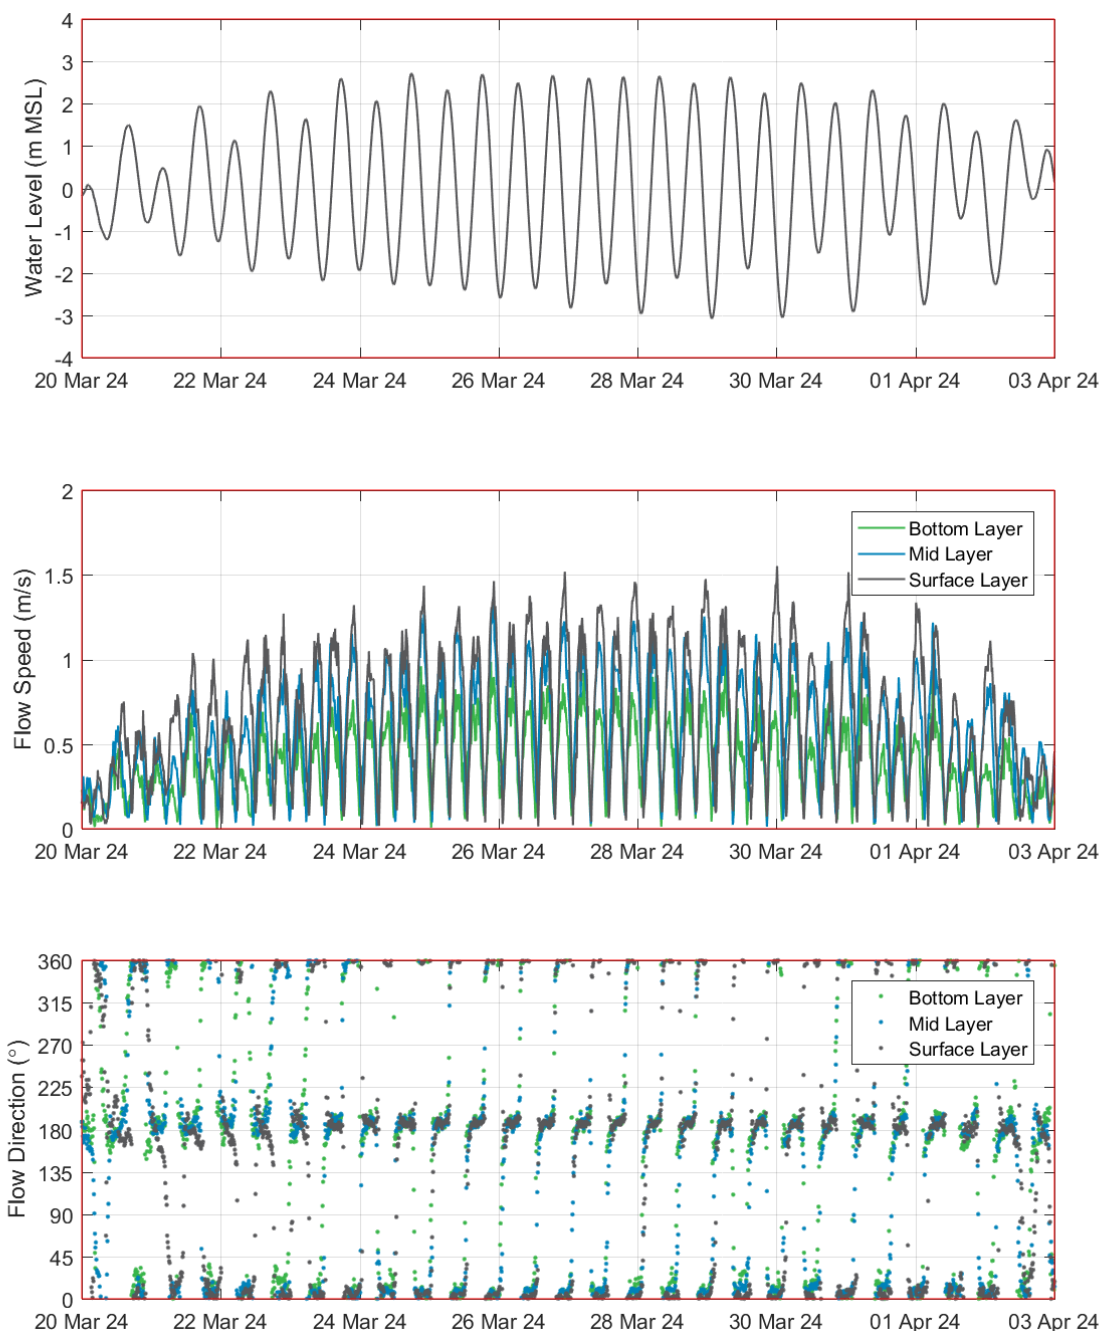 Water Level (m MSL)
4
3
2
1
0
-1
-2
-3
-4
20 Mar 24 22 Mar 24 24 Mar 24 26 Mar 24 28 Mar 24 30 Mar 24 01 Apr 24 03 Apr 24
Flow Speed (m/s)
2
1.5
1
0.5
0
Bottom Layer
Mid Layer
Surface Layer
20 Mar 24 22 Mar 24 24 Mar 24 26 Mar 24 28 Mar 24 30 Mar 24 01 Apr 24 03 Apr 24
Flow Direction (°)
360
315
270
225
180
135
90
45
0
Bottom Layer
Mid Layer
Surface Layer
20 Mar 24 22 Mar 24 24 Mar 24 26 Mar 24 28 Mar 24 30 Mar 24 01 Apr 24 03 Apr 24